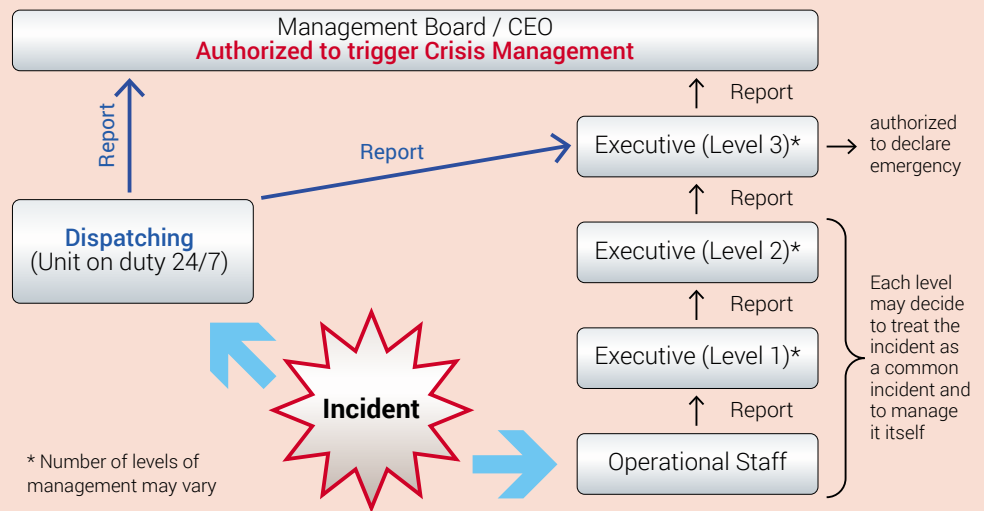 Management Board / CEO
Authorized to trigger Crisis Management
Report
Report
Report
Executive (Level 3)*
authorized
to declare
emergency
Report
Dispatching
(Unit on duty 24/7)
Executive (Level 2)*
Report
Executive (Level 1)*
Each level
may decide
to treat the
incident as
a common
incident and
to manage
it itself
Incident
Report
Operational Staff
* Number of levels of
management may vary